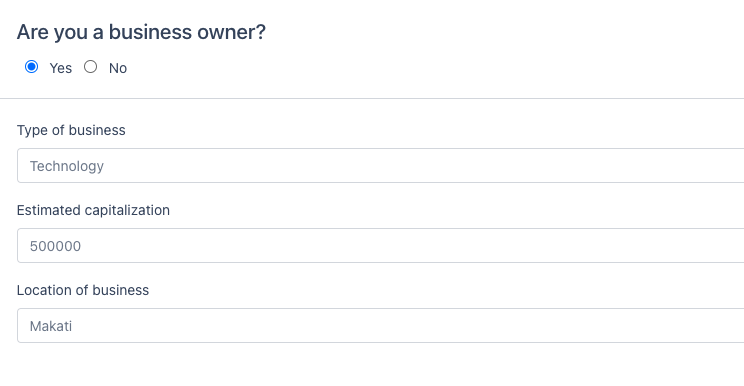 Are you a business owner?
Yes No
Type of business
Technology
Estimated capitalization
500000
Location of business
Makati